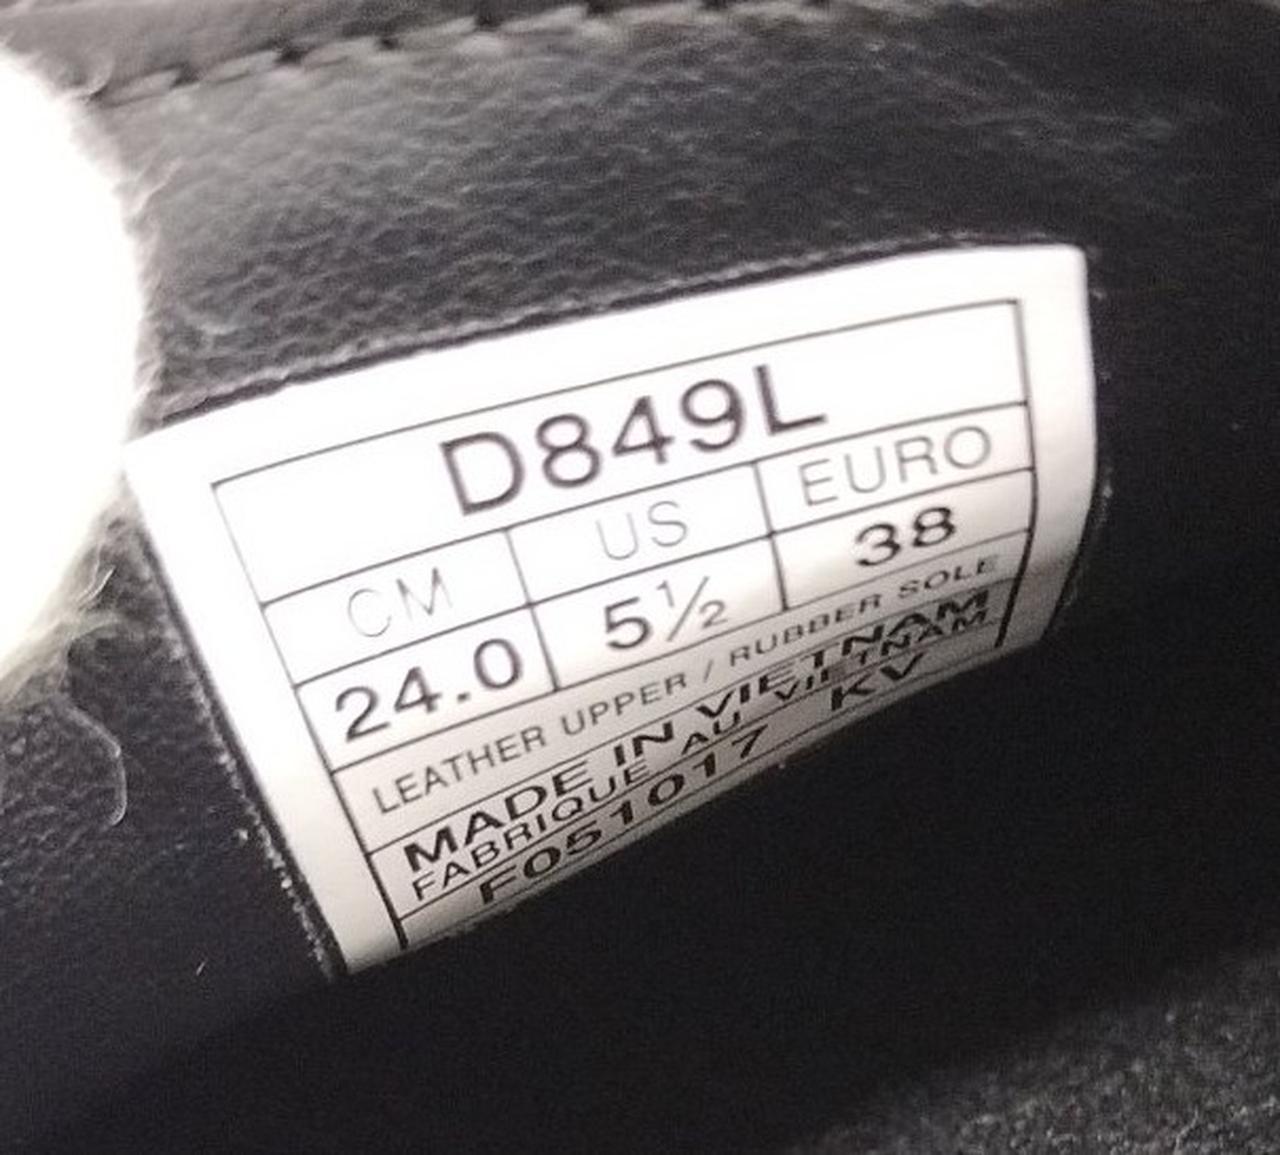 D849L
CM US EURO
24.0 5½ 38
LEATHER UPPER / RUBBER SOLE
MADE IN VIETNAM
FABRIQUE AU VIETNAM
F051017 KV